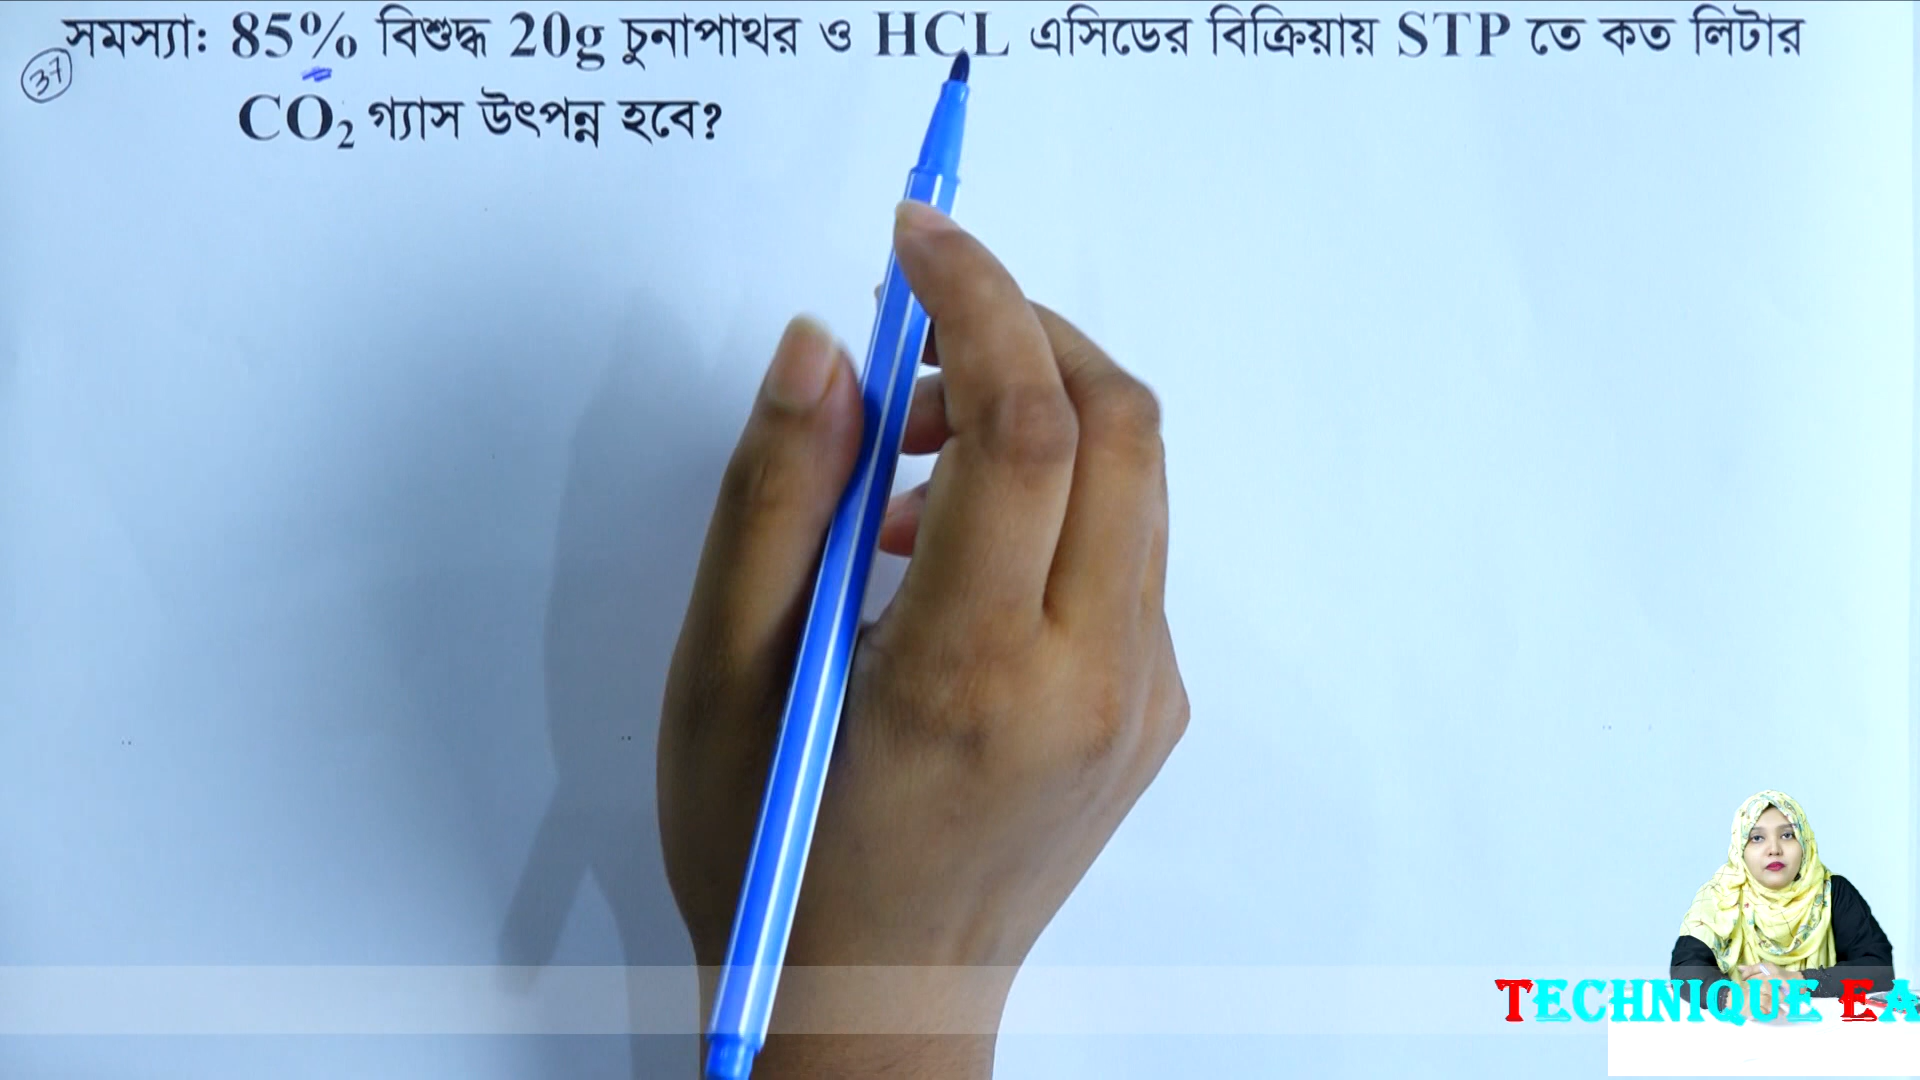 সমস্যাঃ 85% বিশুদ্ধ 20g চুনাপাথর ও HCL এসিডের বিক্রিয়ায় STP তে কত লিটার
37
CO₂ গ্যাস উৎপন্ন হবে?
TECHNIQUE EA